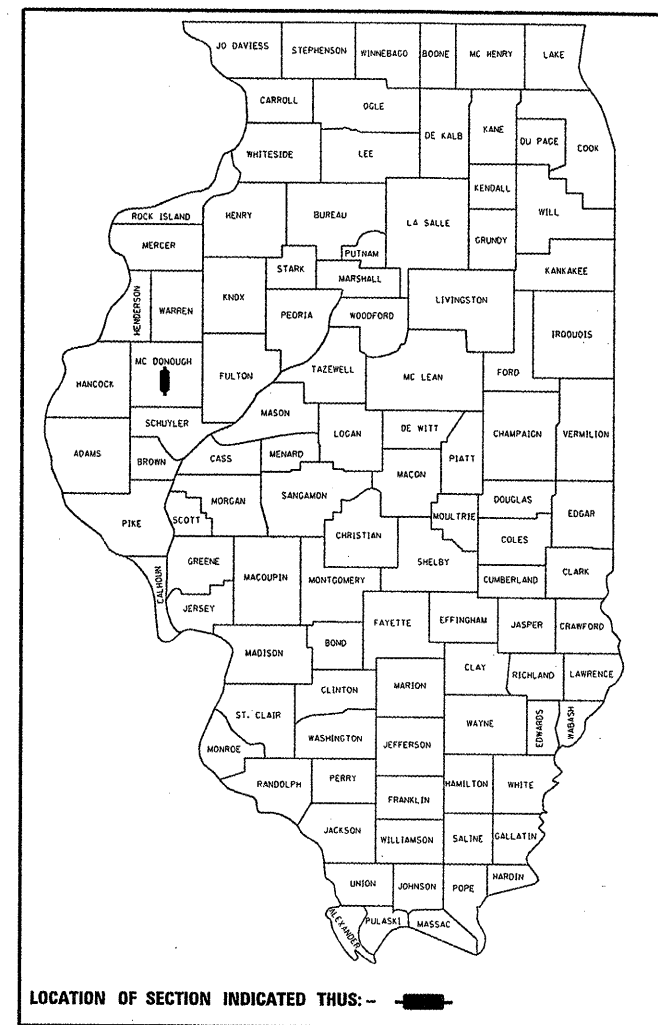 JO DAVIESS STEPHENSON WINNEBAGO BOONE MC HENRY LAKE
CARROLL OGLE DE KALB KANE DU PAGE COOK
WHITESIDE LEE
KENDALL
ROCK ISLAND HENRY BUREAU LA SALLE WILL
MERCER PUTNAM GRUNDY
STARK MARSHALL KANKAKEE
HENDERSON WARREN KNOX PEORIA WOODFORD LIVINGSTON IROQUOIS
HANCOCK MC DONOUGH FULTON TAZEWELL MC LEAN FORD
MASON
SCHUYLER LOGAN DE WITT CHAMPAIGN VERMILION
ADAMS BROWN CASS MENARD PIATT
MACON
MORGAN SANGAMON DOUGLAS
PIKE SCOTT CHRISTIAN MOULTRIE EDGAR
COLES
GREENE MACOUPIN MONTGOMERY SHELBY
CALHOUN CUMBERLAND CLARK
JERSEY FAYETTE EFFINGHAM JASPER CRAWFORD
MADISON BOND
CLAY RICHLAND LAWRENCE
CLINTON MARION
ST. CLAIR WAYNE EDWARDS WABASH
WASHINGTON JEFFERSON
MONROE
RANDOLPH PERRY HAMILTON WHITE
FRANKLIN
JACKSON WILLIAMSON SALINE GALLATIN
UNION JOHNSON POPE HARDIN
ALEXANDER PULASKI MASSAC
LOCATION OF SECTION INDICATED THUS: -